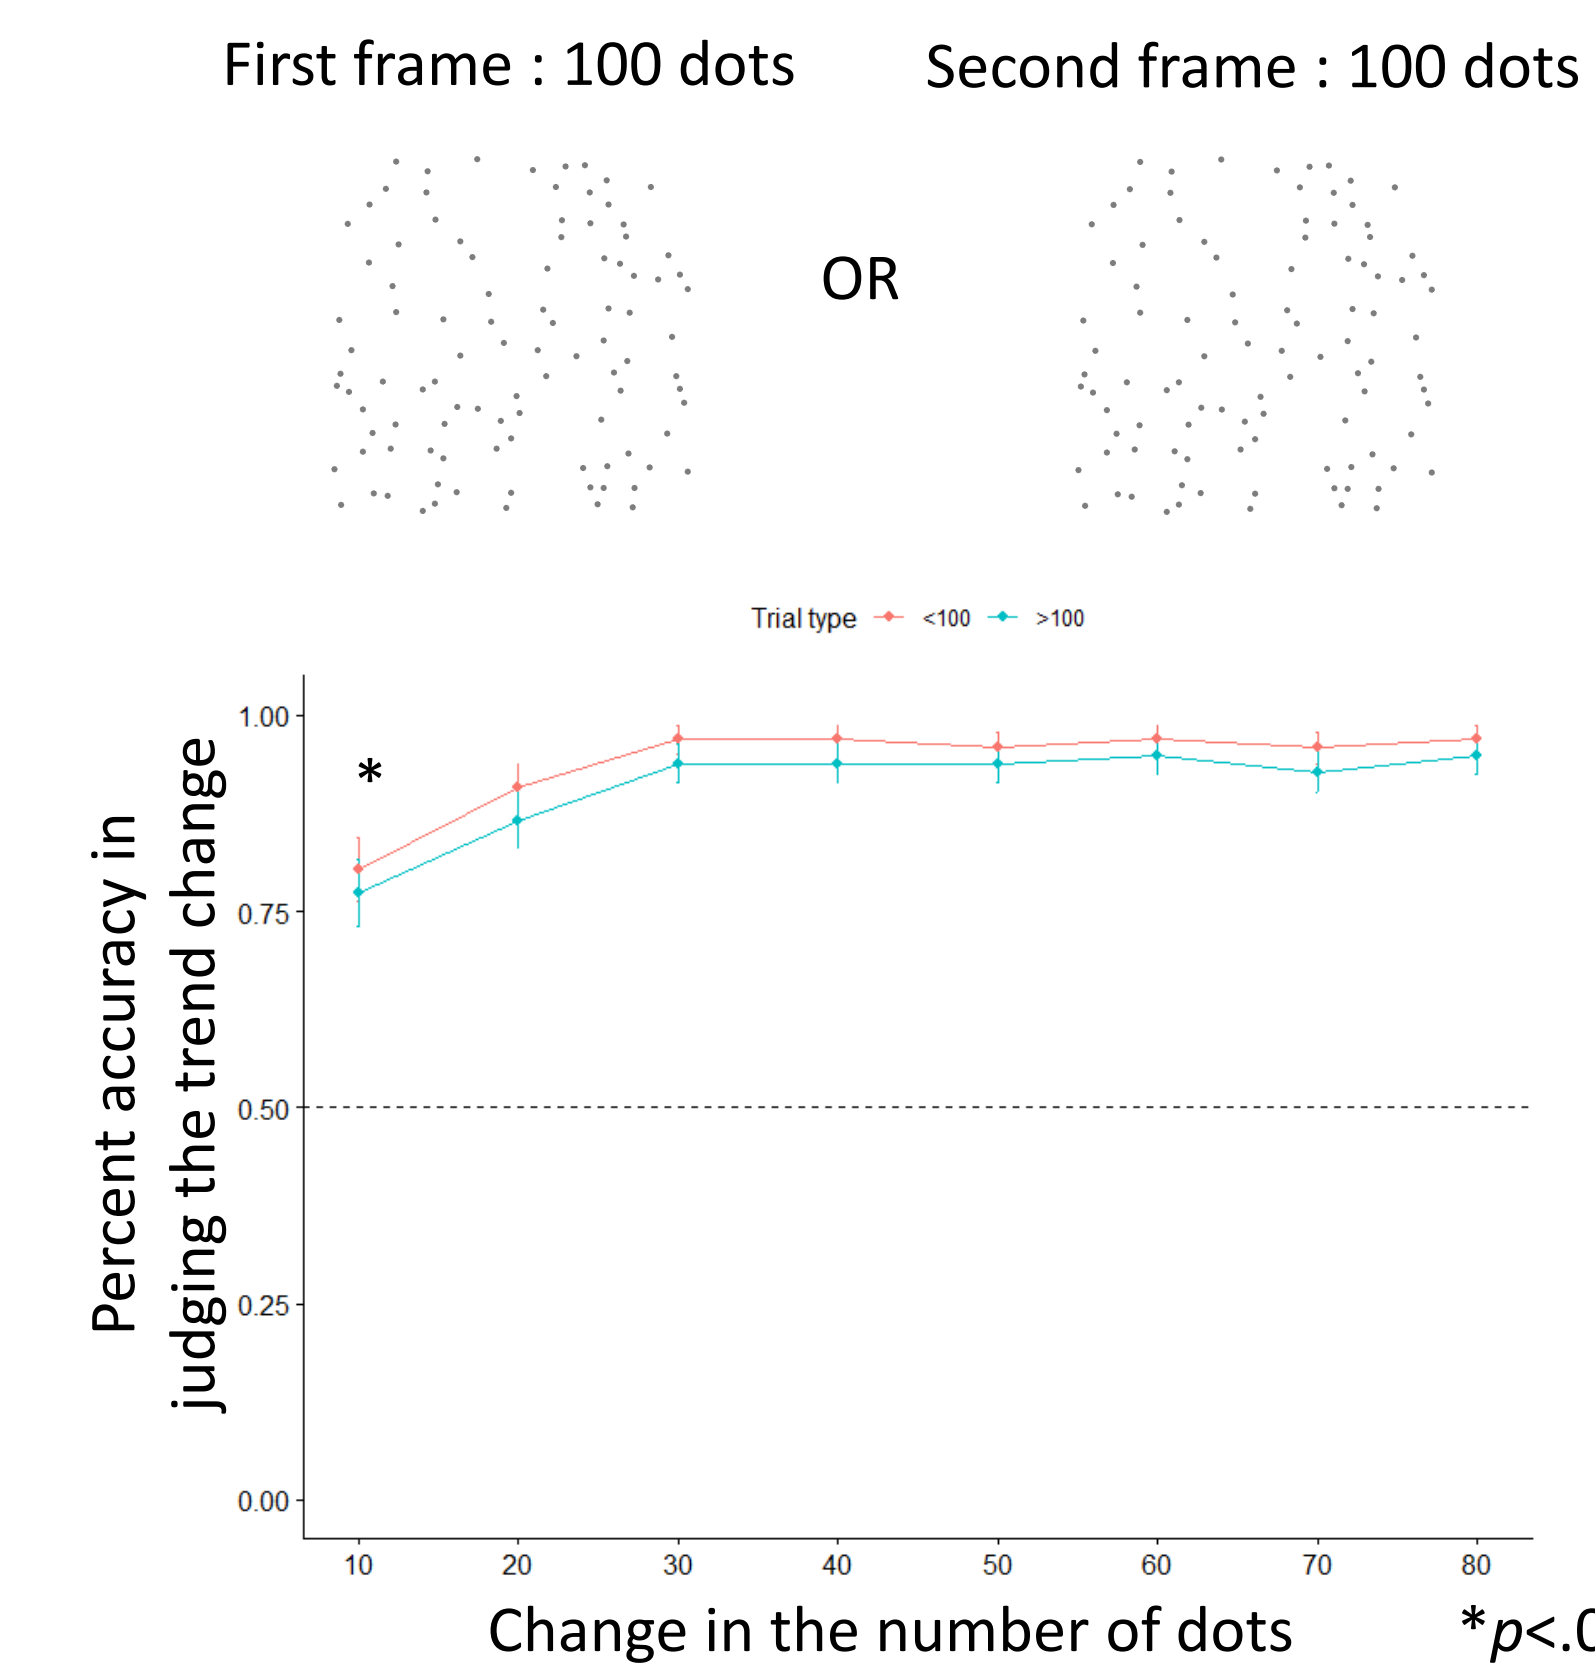 First frame : 100 dots
Second frame : 100 dots
OR
Trial type <100 >100
Percent accuracy in
judging the trend change
1.00
*
0.75
0.50
0.25
0.00
10 20 30 40 50 60 70 80
Change in the number of dots
*p<.0